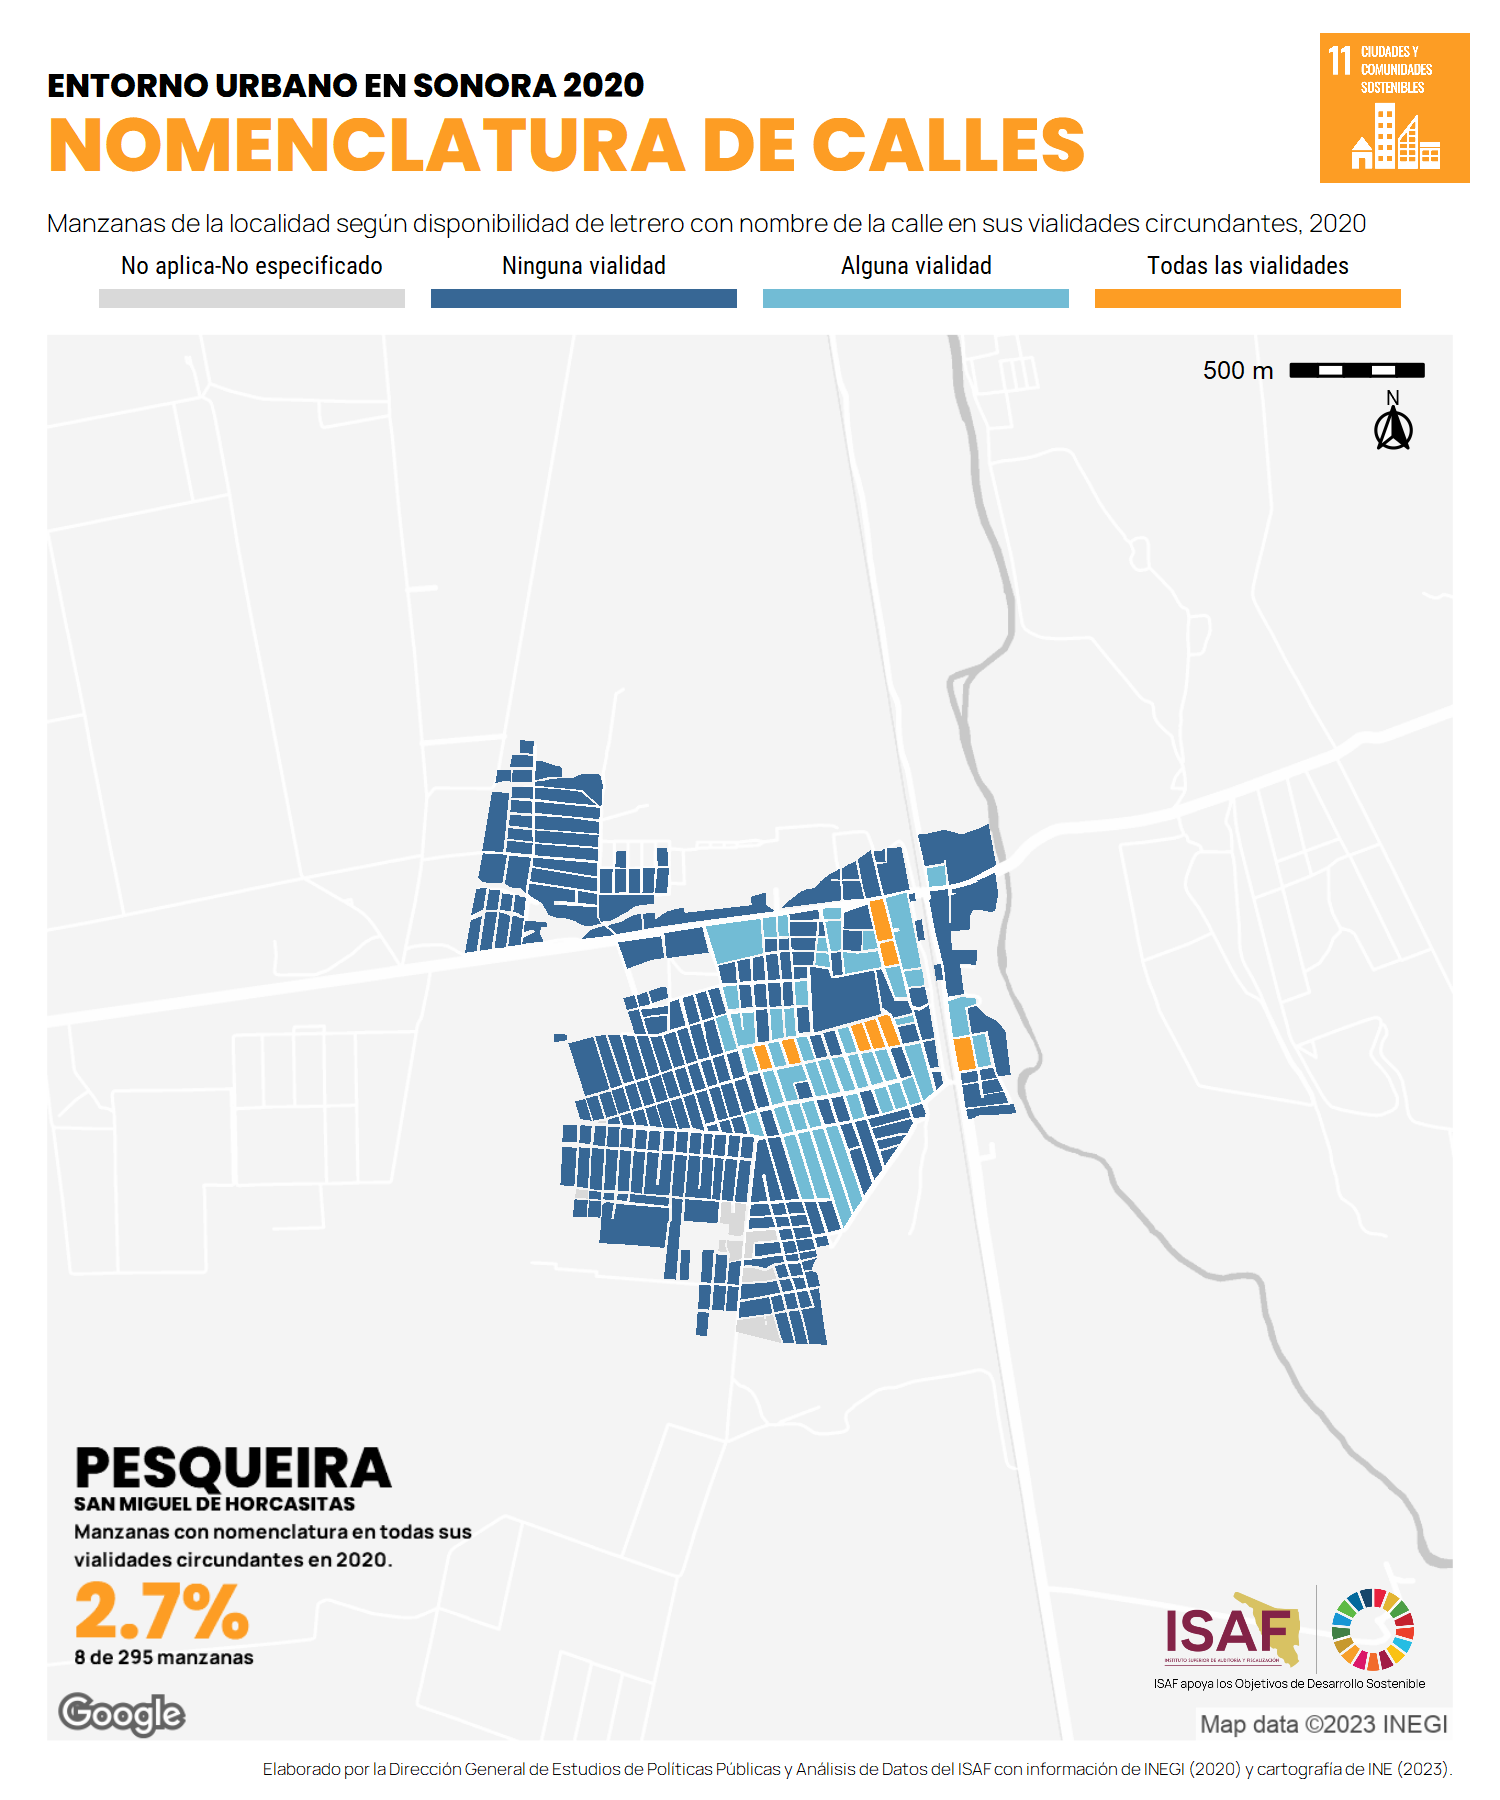 ENTORNO URBANO EN SONORA 2020
NOMENCLATURA DE CALLES
11 CIUDADES Y
COMUNIDADES
SOSTENIBLES
Manzanas de la localidad según disponibilidad de letrero con nombre de la calle en sus vialidades circundantes, 2020
No aplica-No especificado
Ninguna vialidad
Alguna vialidad
Todas las vialidades
500 m
N
PESQUEIRA
SAN MIGUEL DE HORCASITAS
Manzanas con nomenclatura en todas sus
vialidades circundantes en 2020.
2.7%
8 de 295 manzanas
Google
ISAF
INSTITUTO SUPERIOR DE AUDITORÍA Y FISCALIZACIÓN
ISAF apoya los Objetivos de Desarrollo Sostenible
Map data ©2023 INEGI
Elaborado por la Dirección General de Estudios de Políticas Públicas y Análisis de Datos del ISAF con información de INEGI (2020) y cartografía de INE (2023).